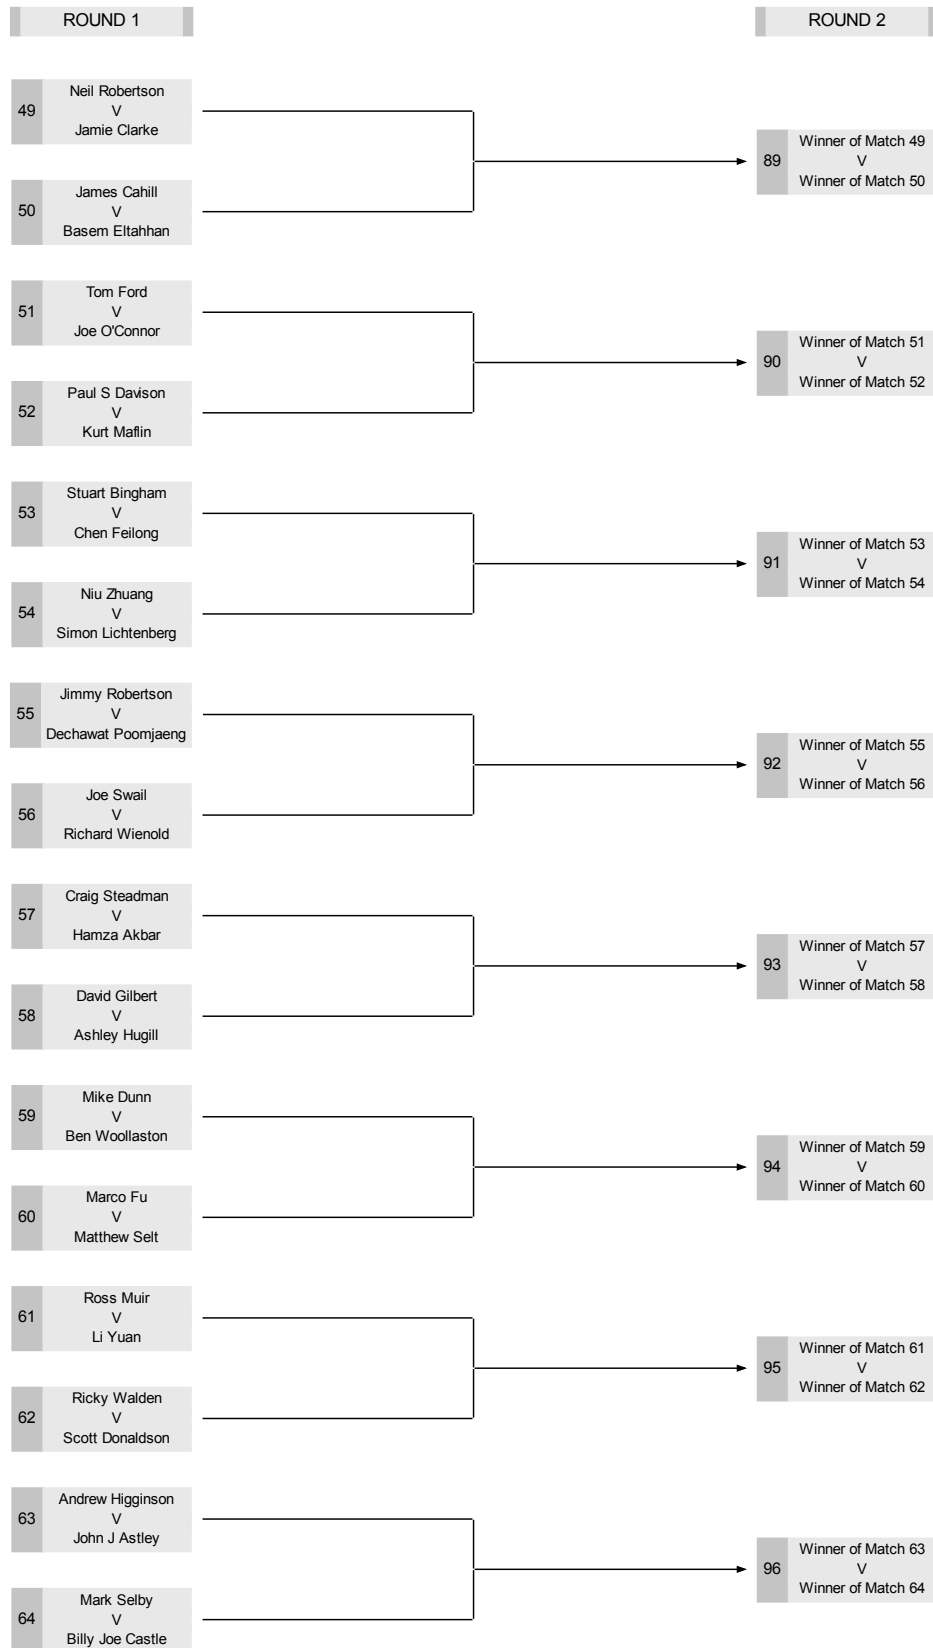 ROUND 1
ROUND 2
49
Neil Robertson
V
Jamie Clarke
50
James Cahill
V
Basem Eltahhan
89
Winner of Match 49
V
Winner of Match 50
51
Tom Ford
V
Joe O'Connor
52
Paul S Davison
V
Kurt Maflin
90
Winner of Match 51
V
Winner of Match 52
53
Stuart Bingham
V
Chen Feilong
54
Niu Zhuang
V
Simon Lichtenberg
91
Winner of Match 53
V
Winner of Match 54
55
Jimmy Robertson
V
Dechawat Poomjaeng
56
Joe Swail
V
Richard Wienold
92
Winner of Match 55
V
Winner of Match 56
57
Craig Steadman
V
Hamza Akbar
58
David Gilbert
V
Ashley Hugill
93
Winner of Match 57
V
Winner of Match 58
59
Mike Dunn
V
Ben Woollaston
60
Marco Fu
V
Matthew Selt
94
Winner of Match 59
V
Winner of Match 60
61
Ross Muir
V
Li Yuan
62
Ricky Walden
V
Scott Donaldson
95
Winner of Match 61
V
Winner of Match 62
63
Andrew Higginson
V
John J Astley
64
Mark Selby
V
Billy Joe Castle
96
Winner of Match 63
V
Winner of Match 64